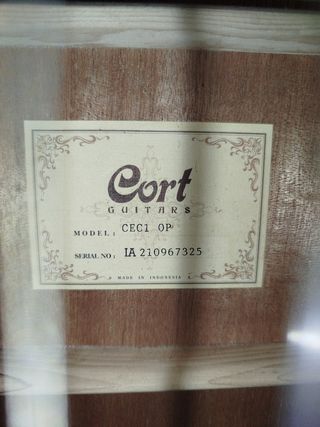 Cort
GUITARS
MODEL: CEC1 OP
SERIAL NO: IA 210967325
MADE IN INDONESIA